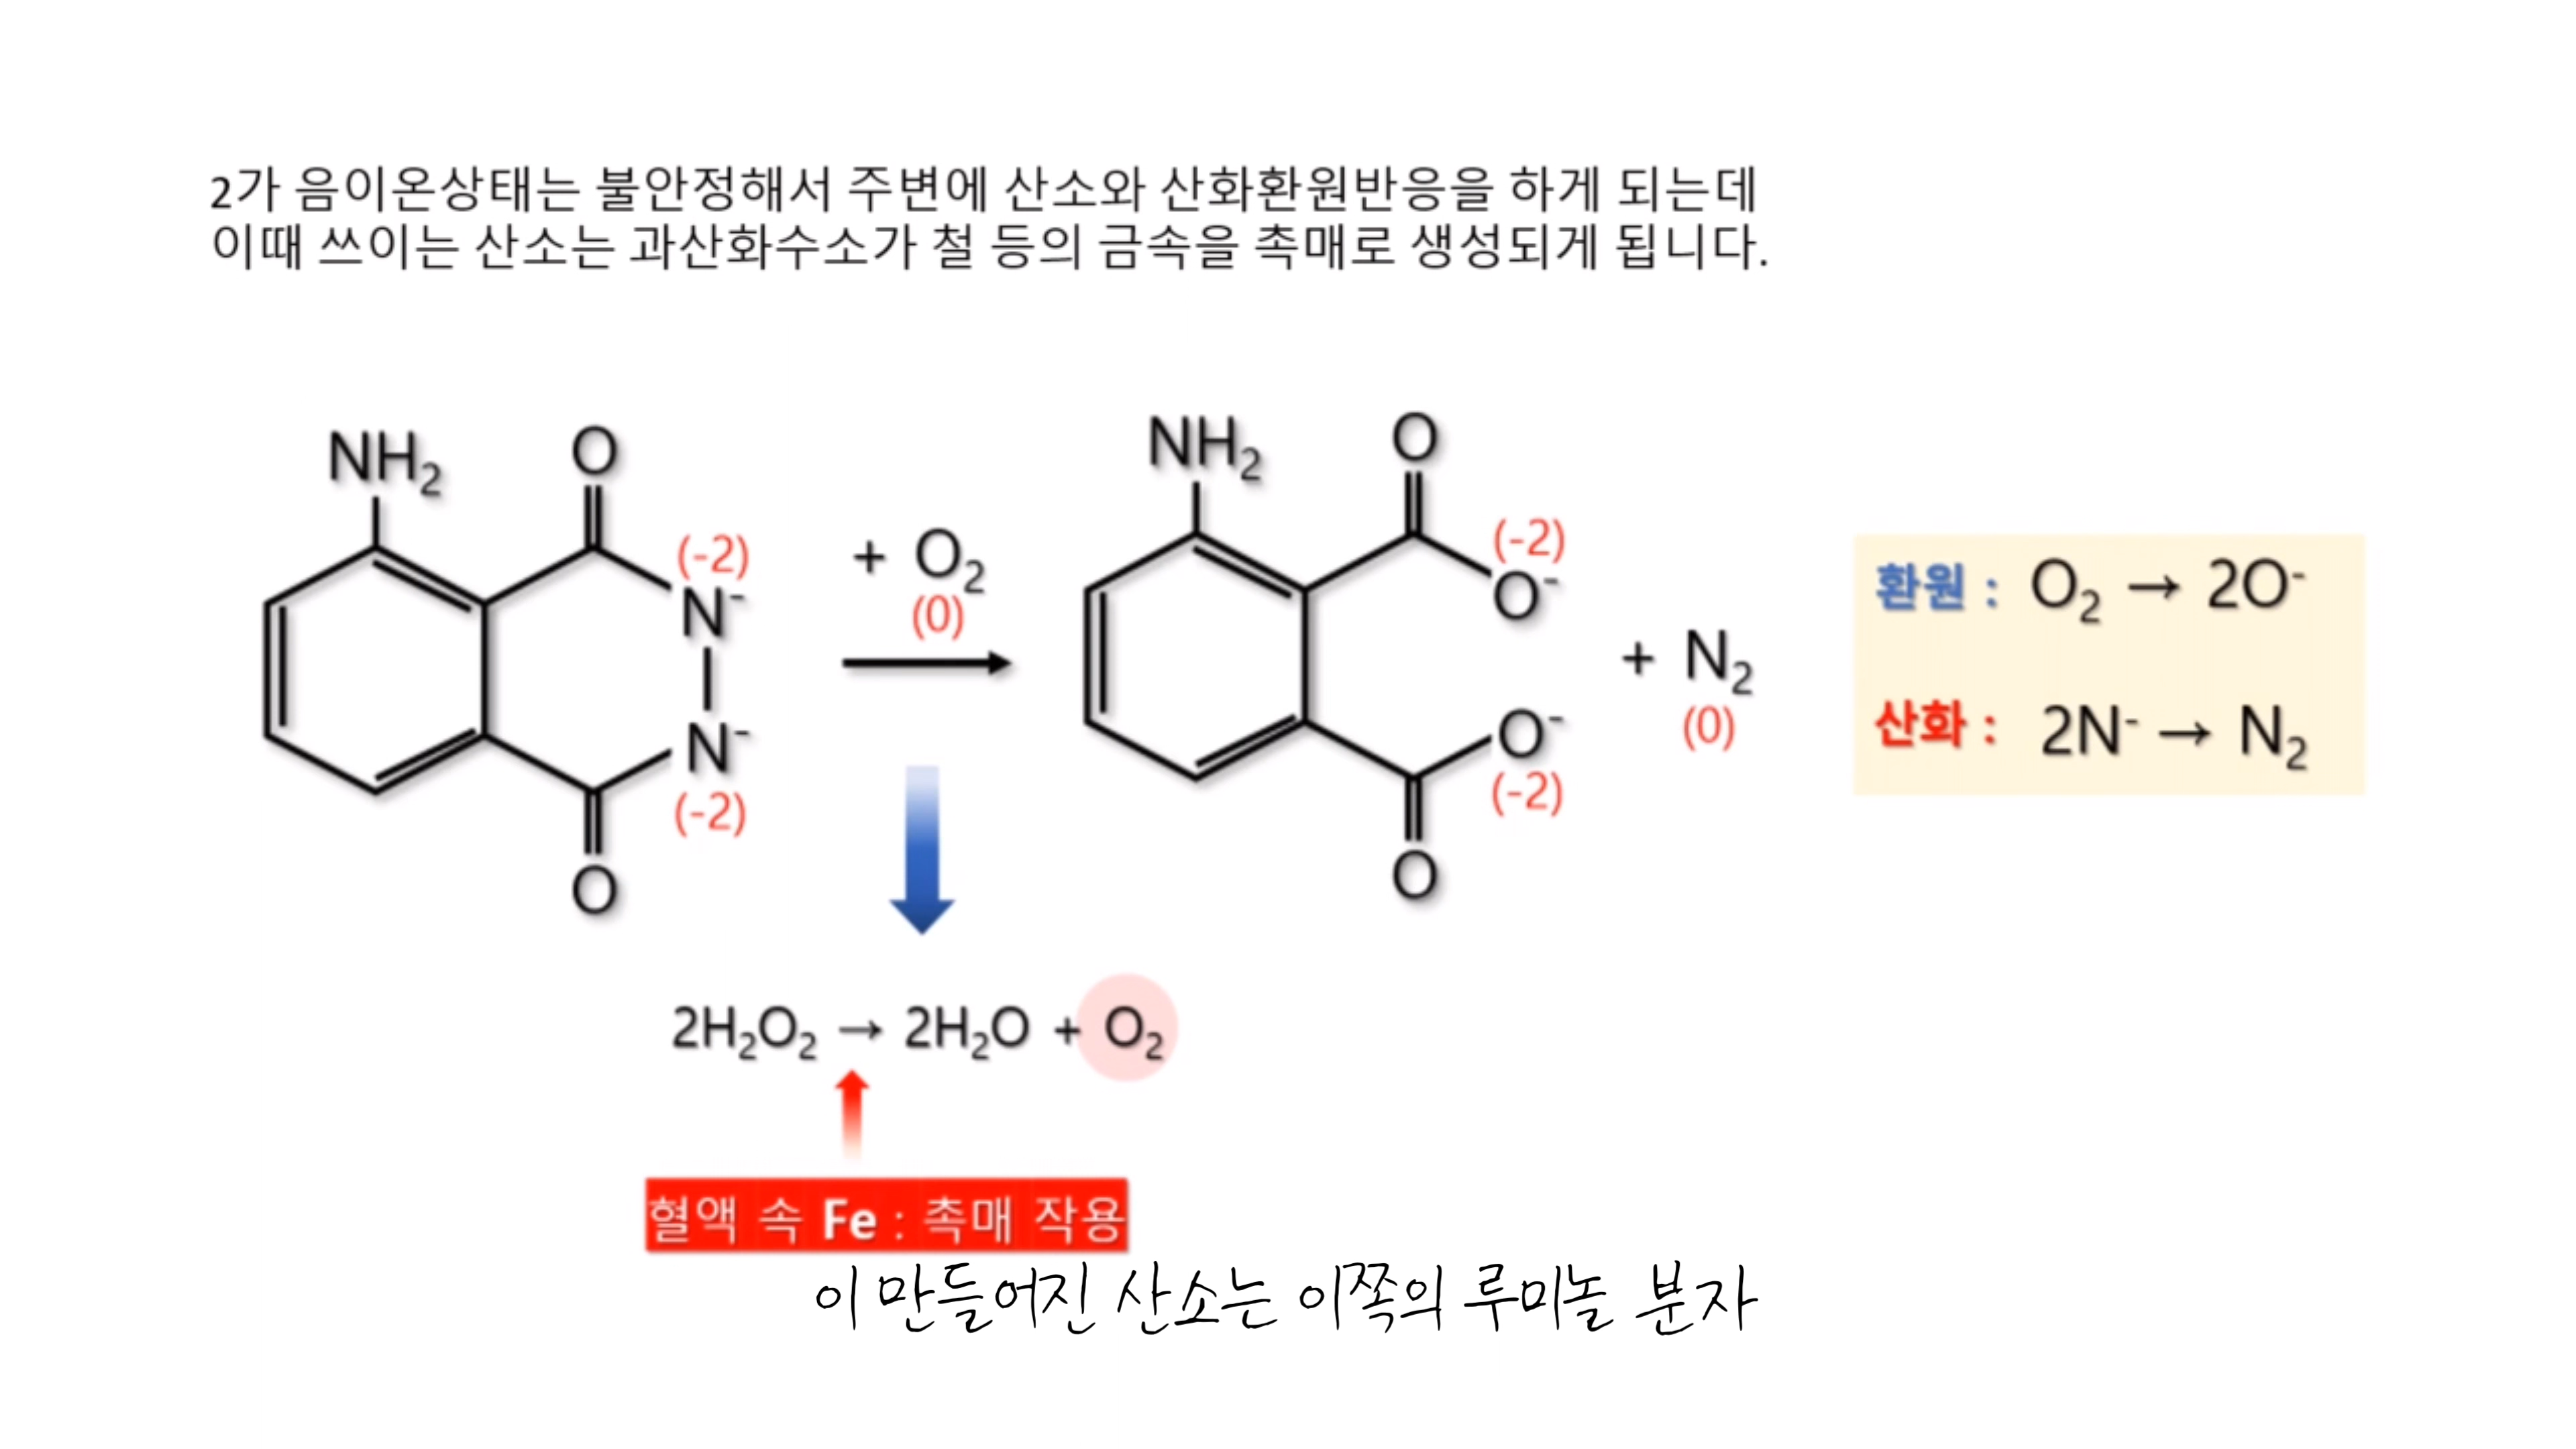 2가 음이온상태는 불안정해서 주변에 산소와 산화환원반응을 하게 되는데
이때 쓰이는 산소는 과산화수소가 철 등의 금속을 촉매로 생성되게 됩니다.
NH₂
O
(-2)
N⁻
N⁻
(-2)
O
+ O₂
(0)
NH₂
O
(-2)
O⁻
O⁻
(-2)
O
+ N₂
(0)
환원 : O₂ → 2O⁻
산화 : 2N⁻ → N₂
2H₂O₂ → 2H₂O + O₂
혈액 속 Fe : 촉매 작용
이 만들어진 산소는 이쪽의 루미놀 분자